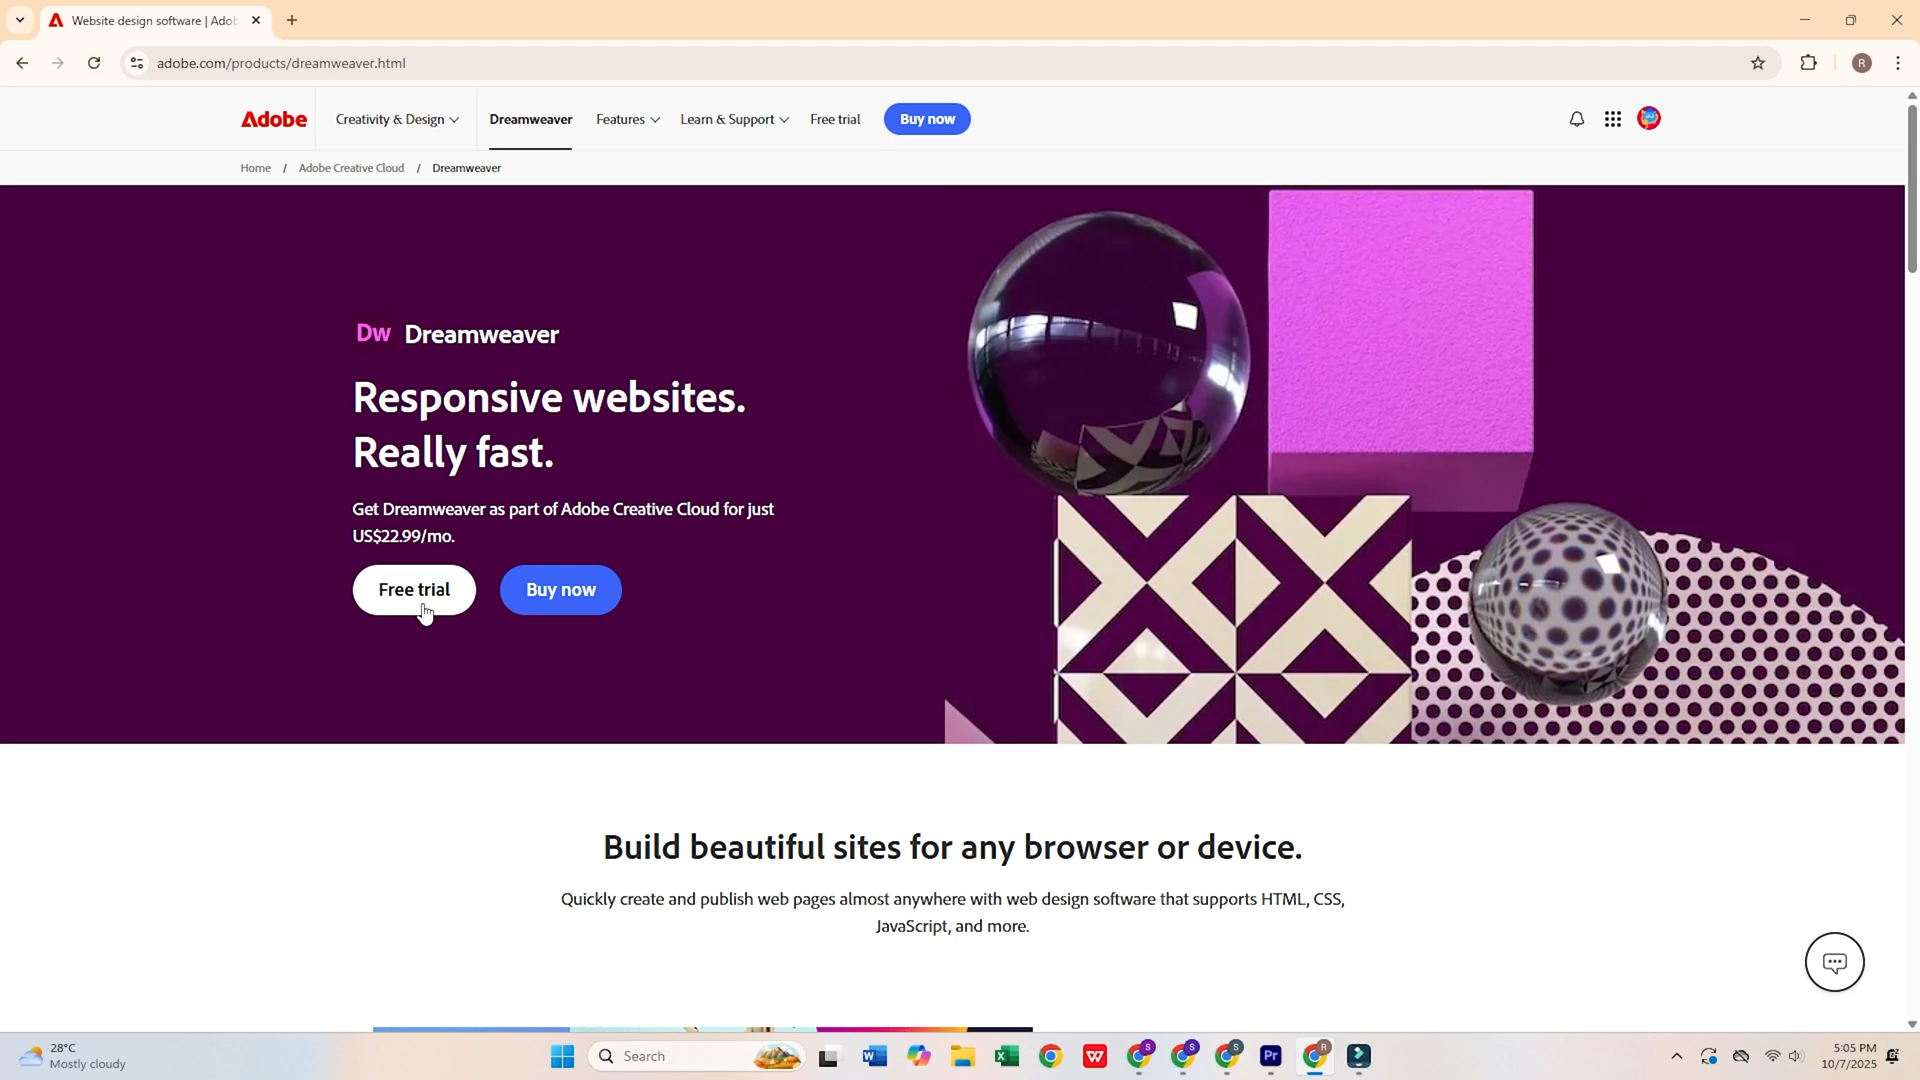 Website design software | Adob
adobe.com/products/dreamweaver.html
R
Adobe
Creativity & Design
Dreamweaver
Features
Learn & Support
Free trial
Buy now
Home / Adobe Creative Cloud / Dreamweaver
Dw Dreamweaver
Responsive websites.
Really fast.
Get Dreamweaver as part of Adobe Creative Cloud for just
US$22.99/mo.
Free trial
Buy now
Build beautiful sites for any browser or device.
Quickly create and publish web pages almost anywhere with web design software that supports HTML, CSS,
JavaScript, and more.
28°C
Mostly cloudy
Search
W
X
W
S
S
S
Pr
R
5:05 PM
10/7/2025